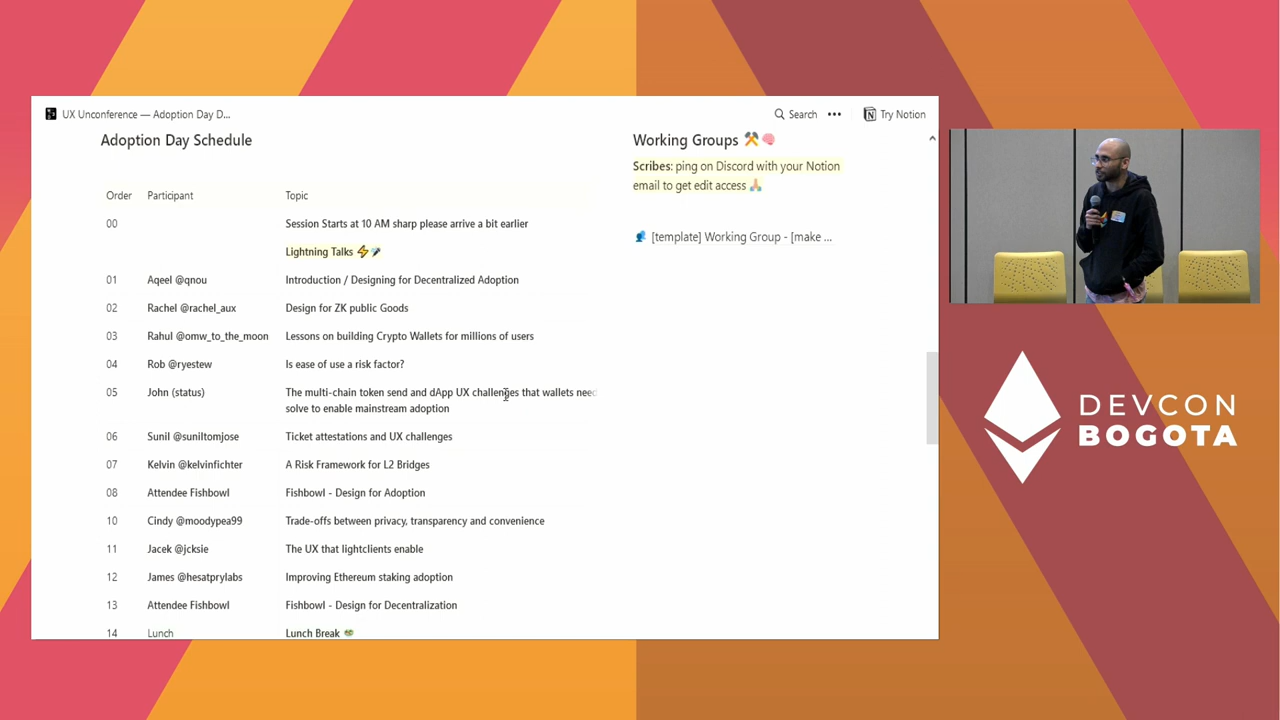 UX Unconference — Adoption Day D...
Search
•••
Try Notion
Adoption Day Schedule
Order Participant Topic
00 Session Starts at 10 AM sharp please arrive a bit earlier
Lightning Talks ⚡🎤
01 Aqeel @qnou Introduction / Designing for Decentralized Adoption
02 Rachel @rachel_aux Design for ZK public Goods
03 Rahul @omw_to_the_moon Lessons on building Crypto Wallets for millions of users
04 Rob @ryestew Is ease of use a risk factor?
05 John (status) The multi-chain token send and dApp UX challenges that wallets need
solve to enable mainstream adoption
06 Sunil @suniltomjose Ticket attestations and UX challenges
07 Kelvin @kelvinfichter A Risk Framework for L2 Bridges
08 Attendee Fishbowl Fishbowl - Design for Adoption
10 Cindy @moodypea99 Trade-offs between privacy, transparency and convenience
11 Jacek @jcksie The UX that lightclients enable
12 James @hesatprylabs Improving Ethereum staking adoption
13 Attendee Fishbowl Fishbowl - Design for Decentralization
14 Lunch Lunch Break 🥗
Working Groups ⚒️🧠
Scribes: ping on Discord with your Notion
email to get edit access 🙏
[template] Working Group - [make ...
DEVCON
BOGOTA